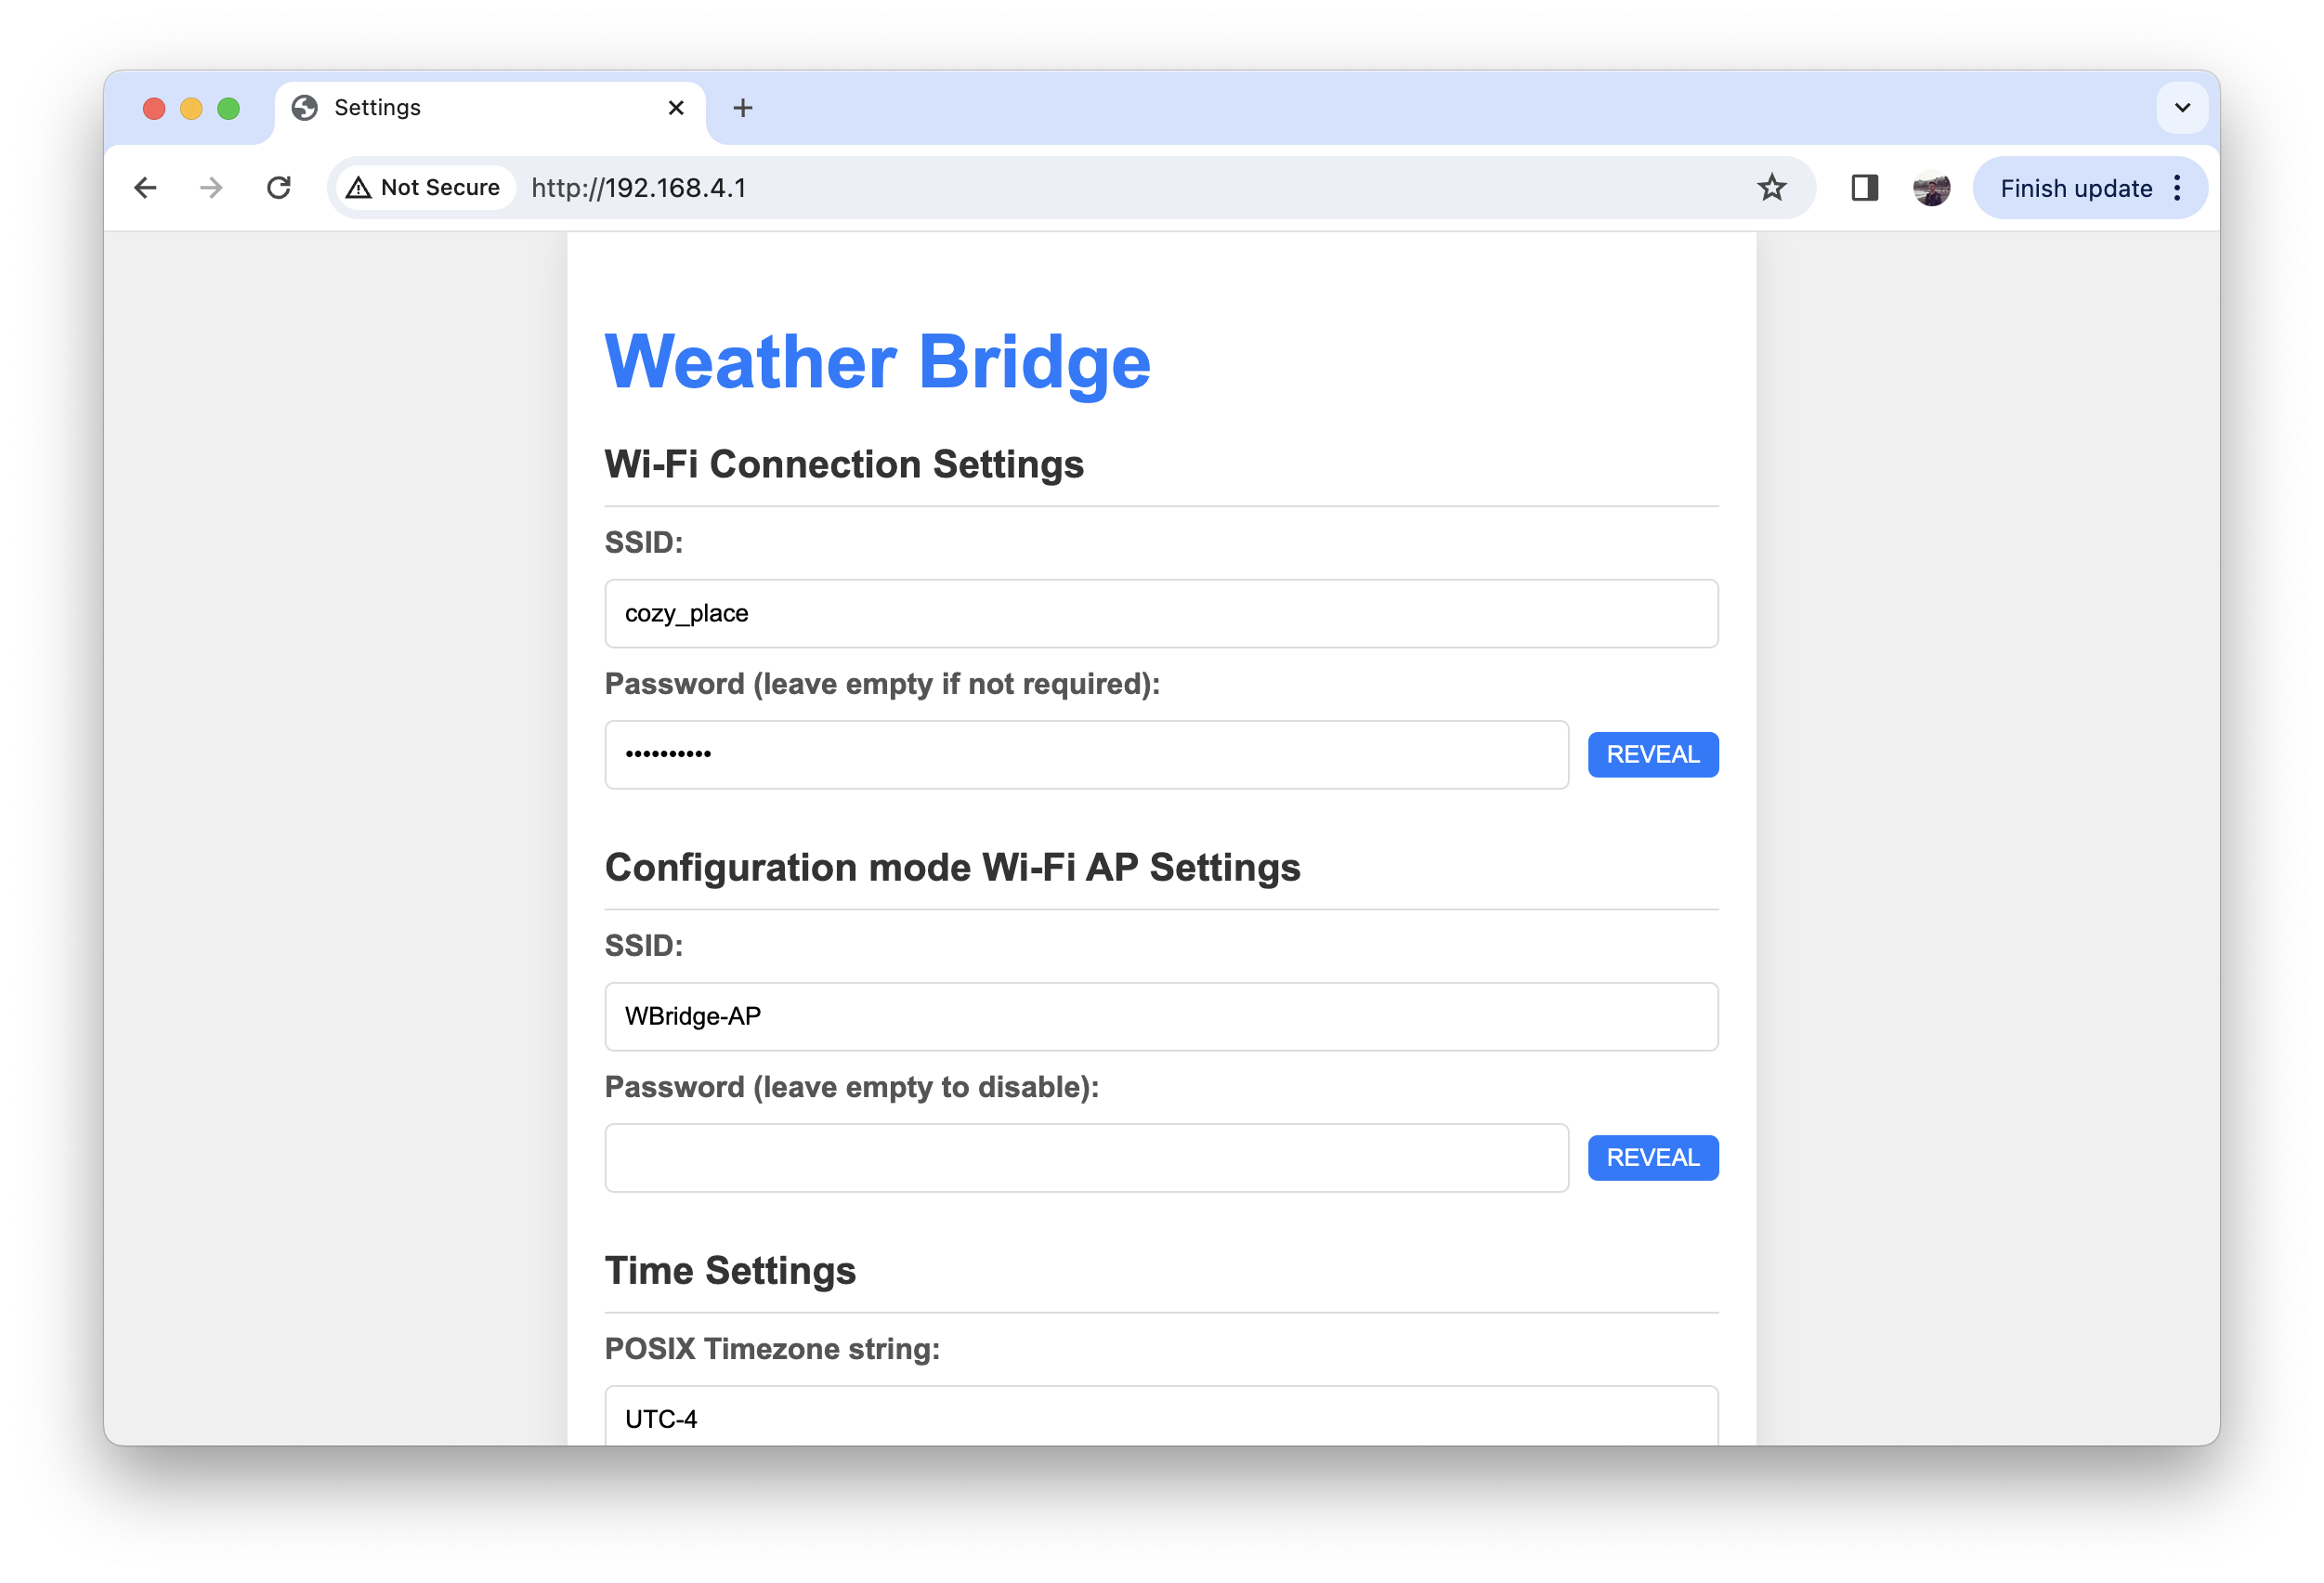 Settings
Not Secure http://192.168.4.1 Finish update
Weather Bridge
Wi-Fi Connection Settings
SSID:
cozy_place
Password (leave empty if not required):
•••••••••• REVEAL
Configuration mode Wi-Fi AP Settings
SSID:
WBridge-AP
Password (leave empty to disable):
REVEAL
Time Settings
POSIX Timezone string:
UTC-4